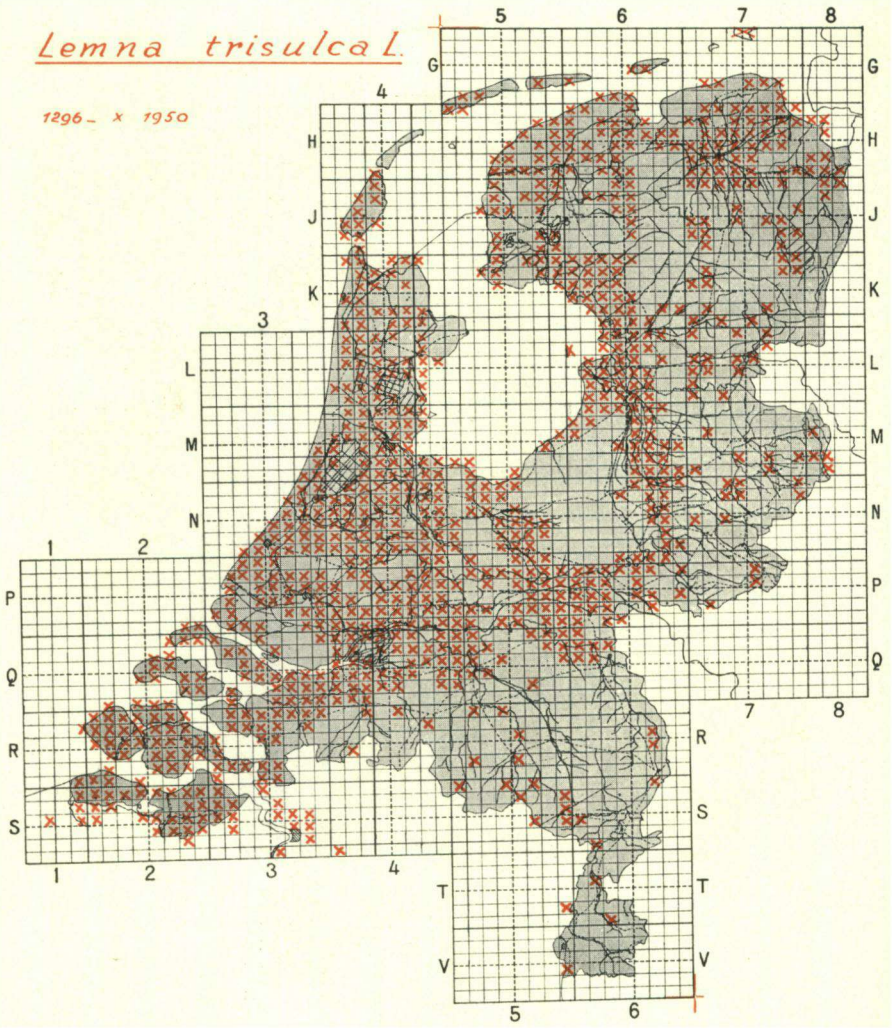 Lemna trisulca L.
1296_ x 1950
5 6 7 8
G G
4
H H
J J
K K
3
L L
M M
N N
1 2
P P
Q Q
7 8
R R
S S
1 2 3 4
T T
V V
5 6